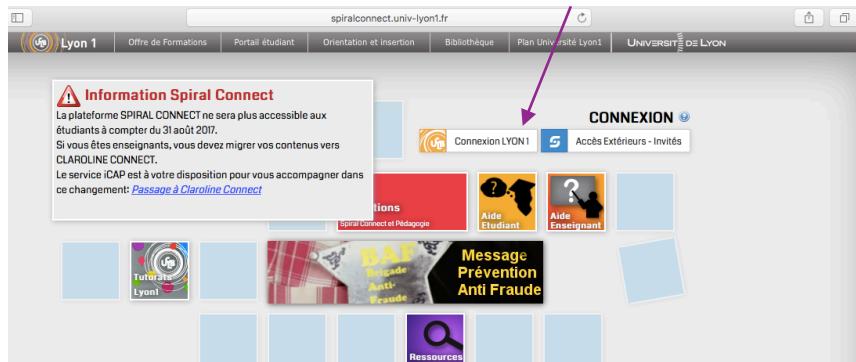 spiralconnect.univ-lyon1.fr
Lyon 1
Offre de Formations
Portail étudiant
Orientation et insertion
Bibliothèque
Plan Université Lyon1
UNIVERSITÉ DE LYON
Information Spiral Connect
La plateforme SPIRAL CONNECT ne sera plus accessible aux
étudiants à compter du 31 août 2017.
Si vous êtes enseignants, vous devez migrer vos contenus vers
CLAROLINE CONNECT.
Le service iCAP est à votre disposition pour vous accompagner dans
ce changement: Passage à Claroline Connect
CONNEXION
Connexion LYON1
Accès Extérieurs - Invités
Spiral Connect et Pédagogie
Aide
Etudiant
Aide
Enseignant
Tutorats
Lyon1
BAF
Brigade
Anti-
Fraude
Message
Prévention
Anti Fraude
Ressources